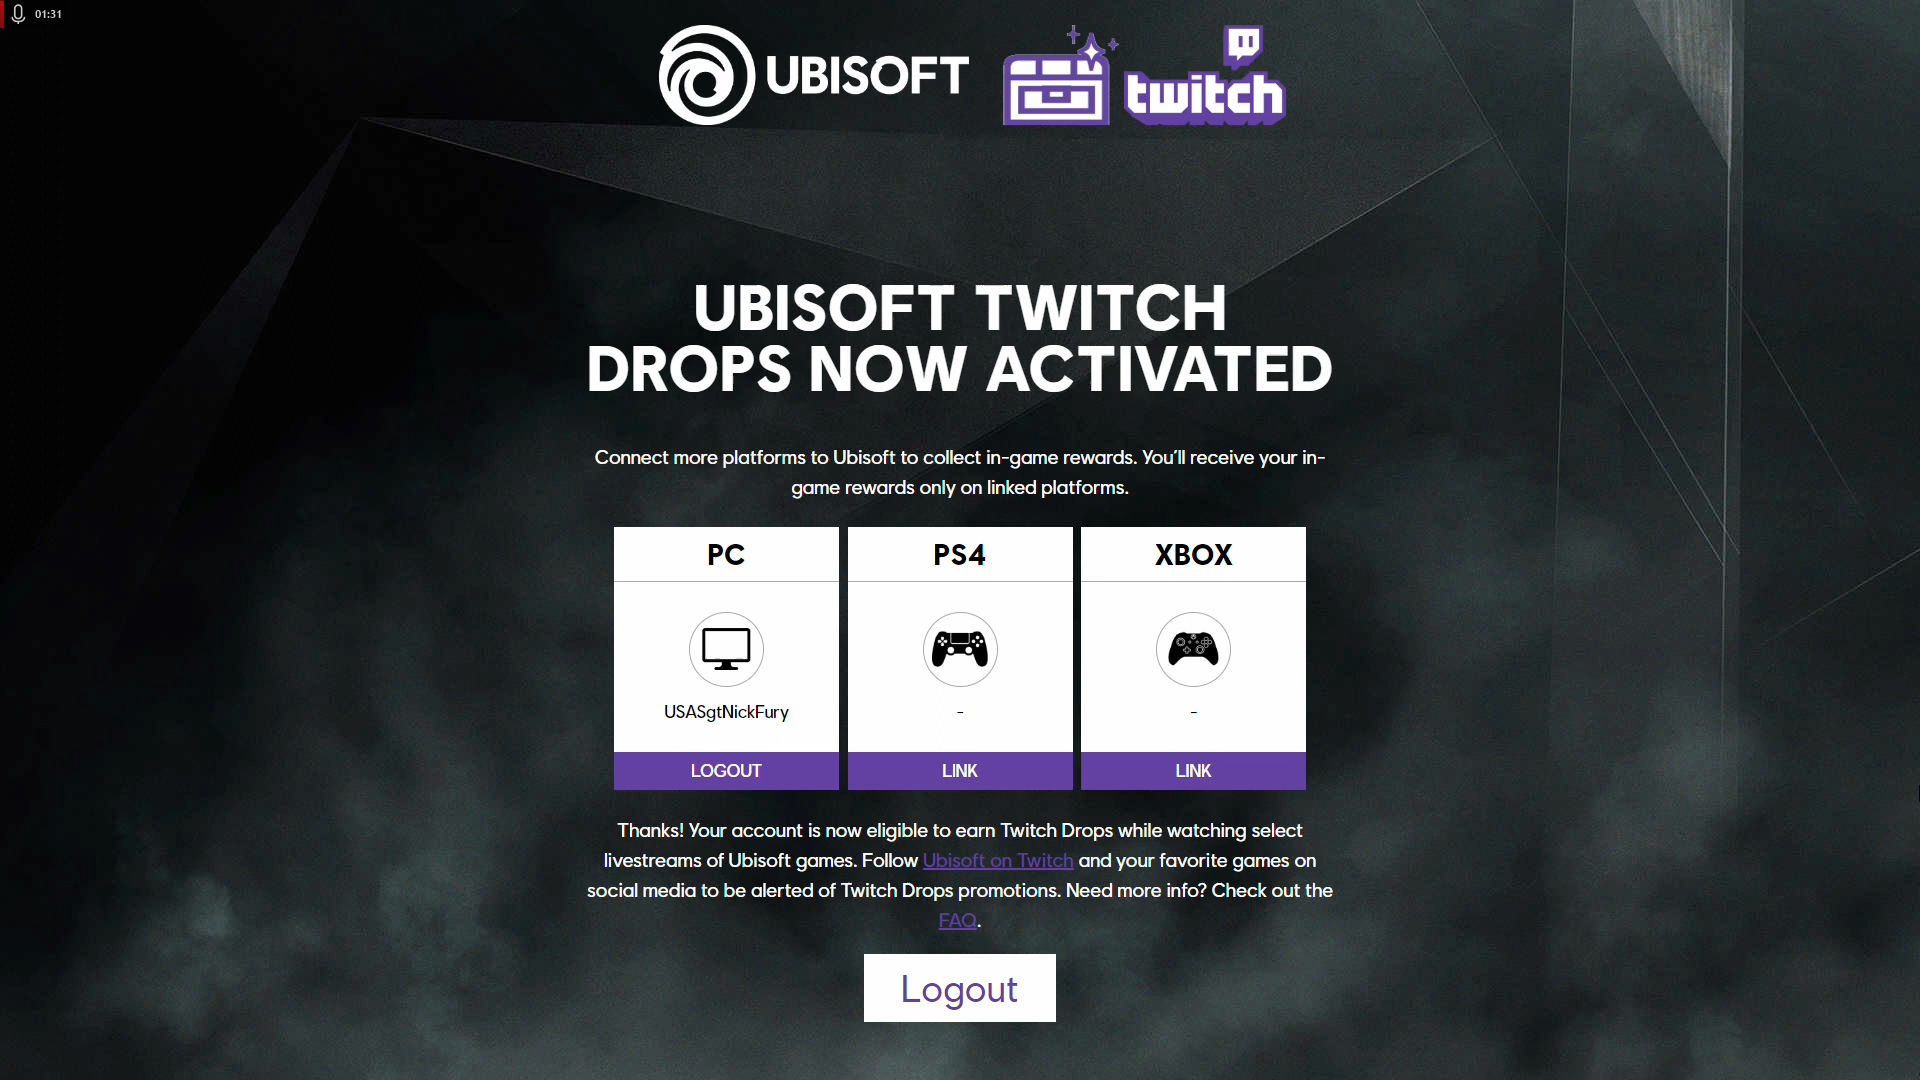 01:31
UBISOFT
twitch
UBISOFT TWITCH
DROPS NOW ACTIVATED
Connect more platforms to Ubisoft to collect in-game rewards. You'll receive your in-
game rewards only on linked platforms.
PC
PS4
XBOX
USASgtNickFury
-
-
LOGOUT
LINK
LINK
Thanks! Your account is now eligible to earn Twitch Drops while watching select
livestreams of Ubisoft games. Follow Ubisoft on Twitch and your favorite games on
social media to be alerted of Twitch Drops promotions. Need more info? Check out the
FAQ.
Logout